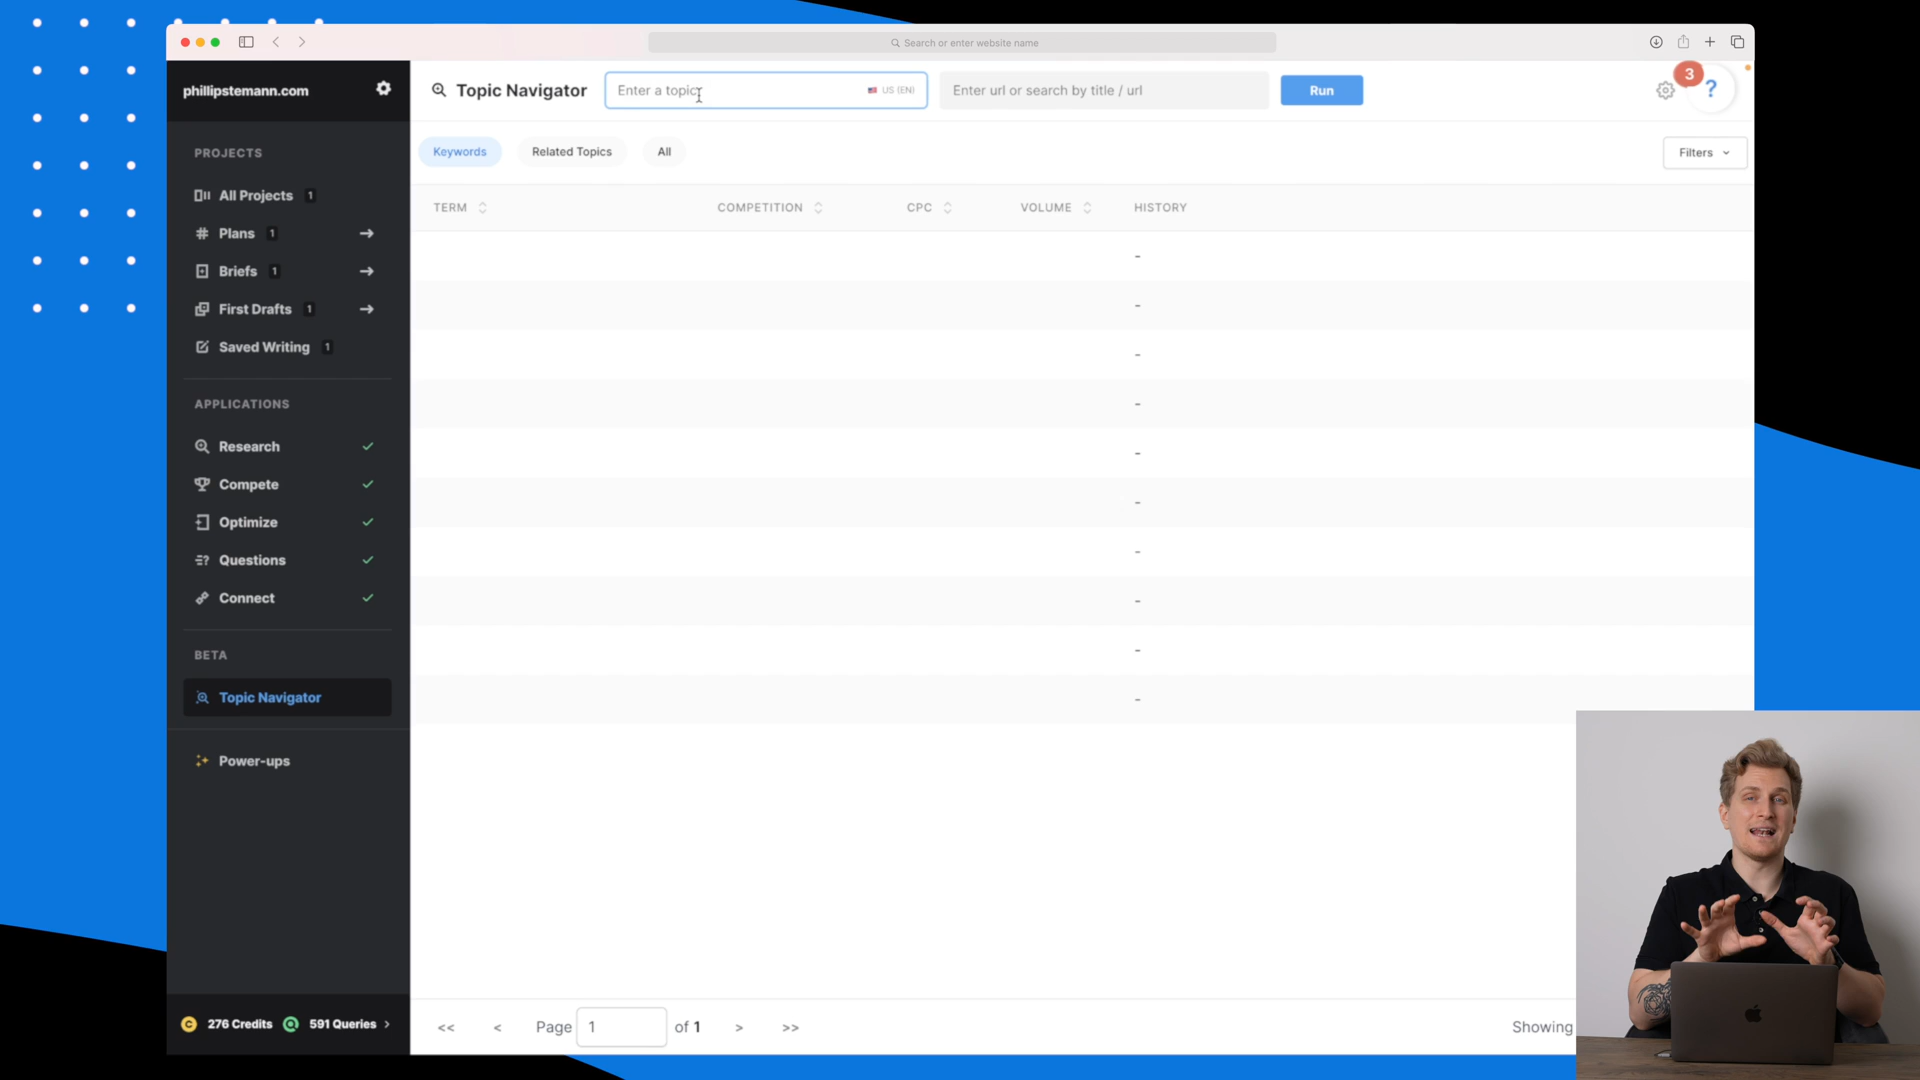 Search or enter website name
phillipstemann.com
Topic Navigator
Enter a topic
US (EN)
Enter url or search by title / url
Run
3
?
PROJECTS
All Projects 1
Plans 1
Briefs 1
First Drafts 1
Saved Writing 1
APPLICATIONS
Research
Compete
Optimize
Questions
Connect
BETA
Topic Navigator
Power-ups
C 276 Credits 591 Queries >
Keywords
Related Topics
All
Filters
TERM COMPETITION CPC VOLUME HISTORY
-
-
-
-
-
-
-
-
-
-
<< < Page 1 of 1 > >>
Showing